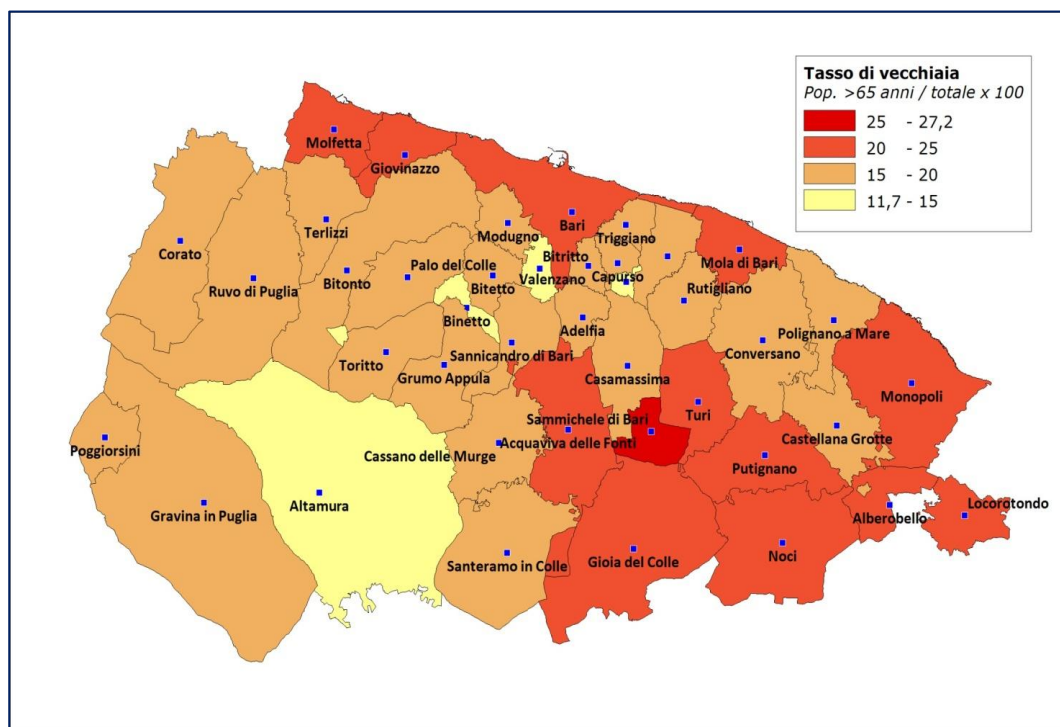 Tasso di vecchiaia
Pop. >65 anni / totale x 100
25 - 27,2
20 - 25
15 - 20
11,7 - 15
Molfetta
Giovinazzo
Terlizzi
Modugno
Bari
Triggiano
Mola di Bari
Corato
Ruvo di Puglia
Bitonto
Palo del Colle
Bitetto
Bitritto
Valenzano
Capurso
Rutigliano
Binetto
Adelfia
Polignano a Mare
Toritto
Sannicandro di Bari
Conversano
Grumo Appula
Casamassima
Monopoli
Turi
Sammichele di Bari
Poggiorsini
Cassano delle Murge
Acquaviva delle Fonti
Castellana Grotte
Putignano
Altamura
Gravina in Puglia
Alberobello
Locorotondo
Noci
Santeramo in Colle
Gioia del Colle